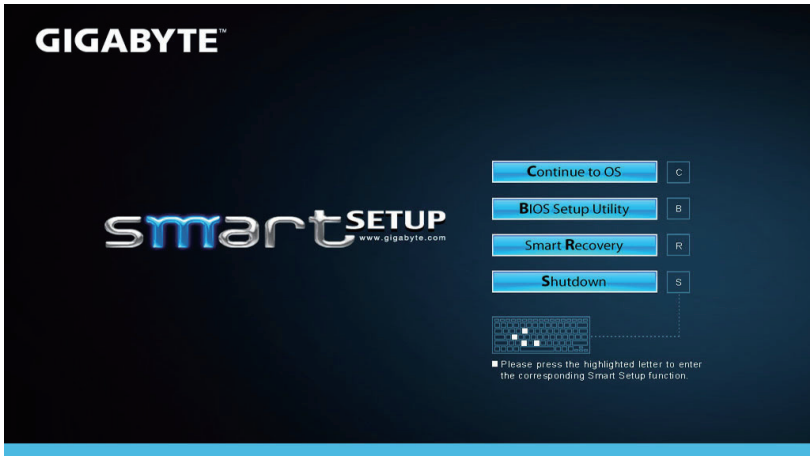 GIGABYTE™
smart SETUP
www.gigabyte.com
Continue to OS C
BIOS Setup Utility B
Smart Recovery R
Shutdown S
Please press the highlighted letter to enter
the corresponding Smart Setup function.